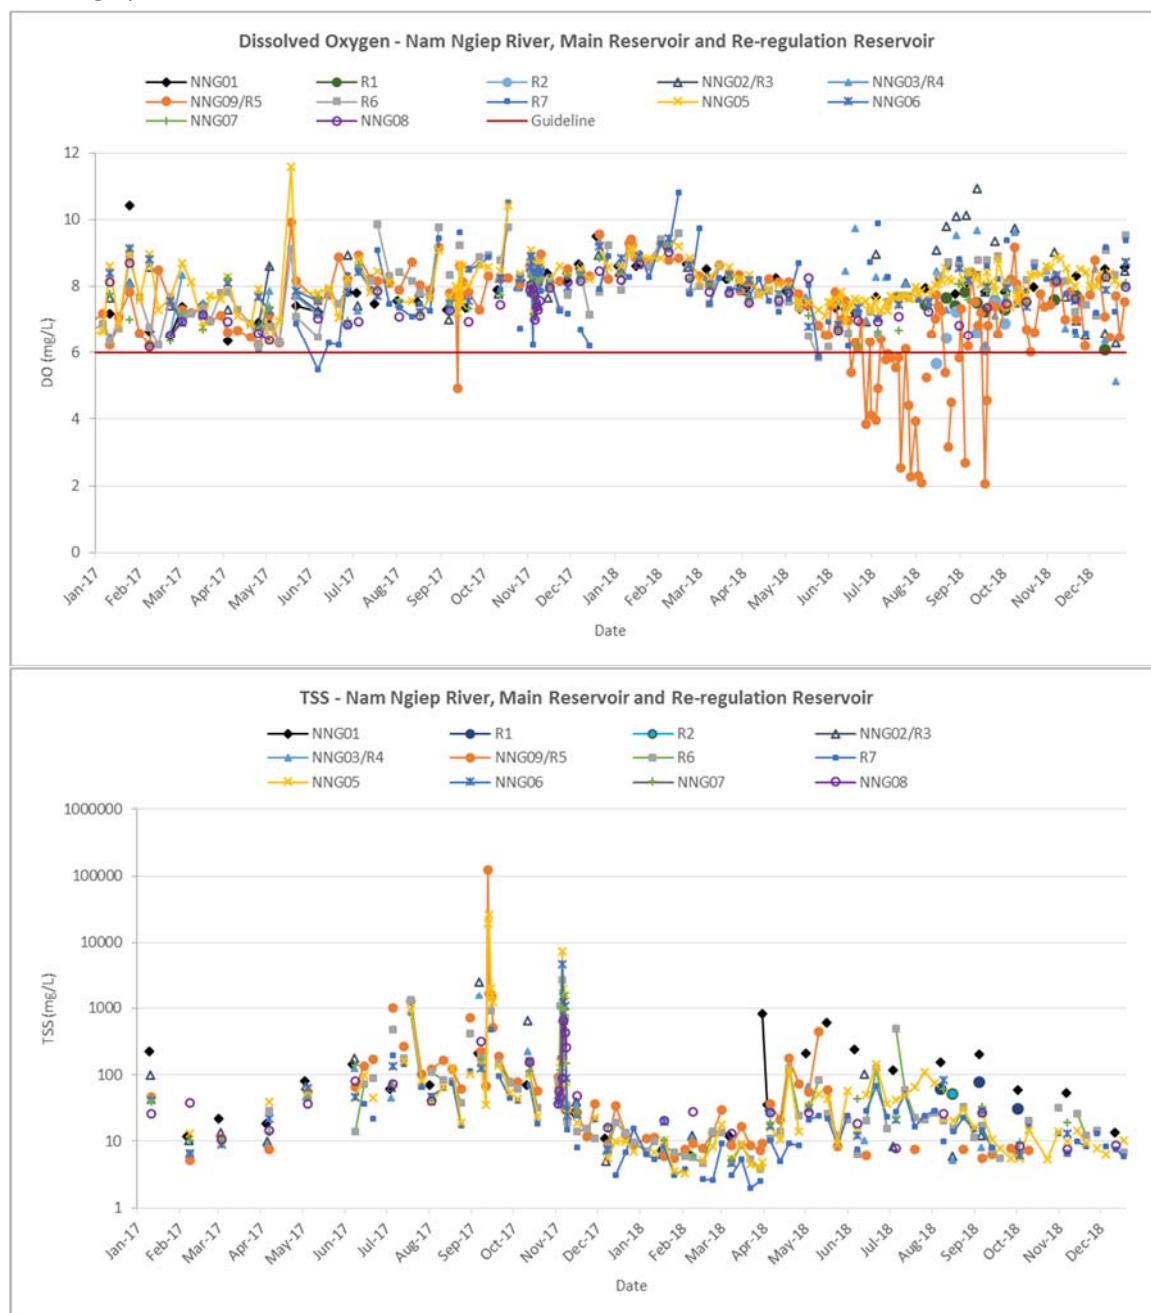 Dissolved Oxygen - Nam Ngiep River, Main Reservoir and Re-regulation Reservoir
NNG01 R1 R2 NNG02/R3 NNG03/R4
NNG09/R5 R6 R7 NNG05 NNG06
NNG07 NNG08 Guideline
12
10
8
6
4
2
0
DO (mg/L)
Jan-17 Feb-17 Mar-17 Apr-17 May-17 Jun-17 Jul-17 Aug-17 Sep-17 Oct-17 Nov-17 Dec-17 Jan-18 Feb-18 Mar-18 Apr-18 May-18 Jun-18 Jul-18 Aug-18 Sep-18 Oct-18 Nov-18 Dec-18
Date
TSS - Nam Ngiep River, Main Reservoir and Re-regulation Reservoir
NNG01 R1 R2 NNG02/R3
NNG03/R4 NNG09/R5 R6 R7
NNG05 NNG06 NNG07 NNG08
1000000
100000
10000
1000
100
10
1
TSS (mg/L)
Jan-17 Feb-17 Mar-17 Apr-17 May-17 Jun-17 Jul-17 Aug-17 Sep-17 Oct-17 Nov-17 Dec-17 Jan-18 Feb-18 Mar-18 Apr-18 May-18 Jun-18 Jul-18 Aug-18 Sep-18 Oct-18 Nov-18 Dec-18
Date